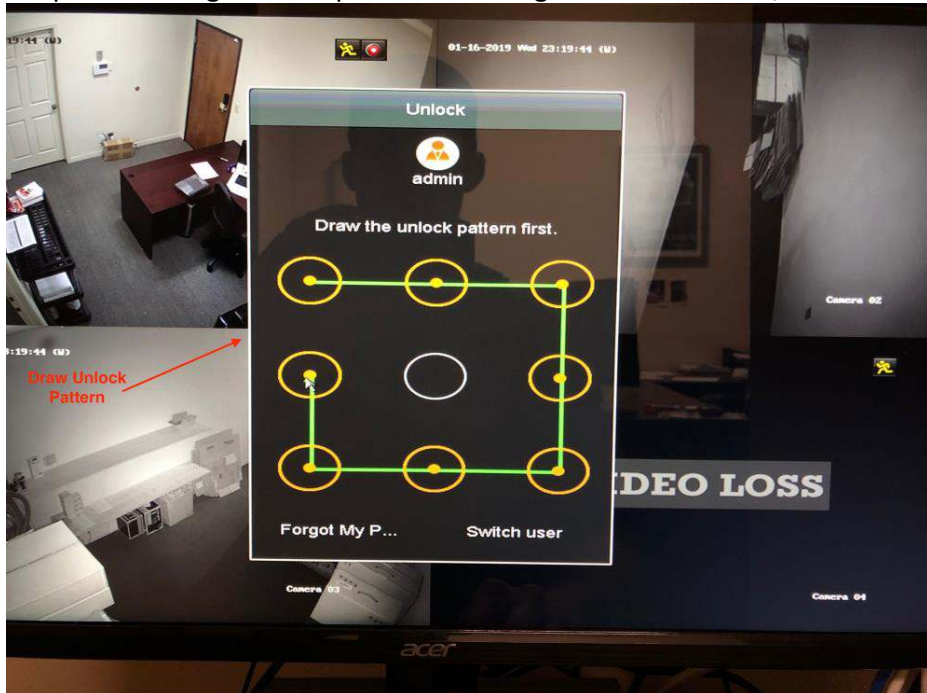 19:44 (W)
01-16-2019 Wed 23:19:44 (W)
Unlock
admin
Draw the unlock pattern first.
Camera 02
3:19:44 (W)
Draw Unlock
Pattern
IDEO LOSS
Forgot My P...
Switch user
Camera 03
Camera 04
acer